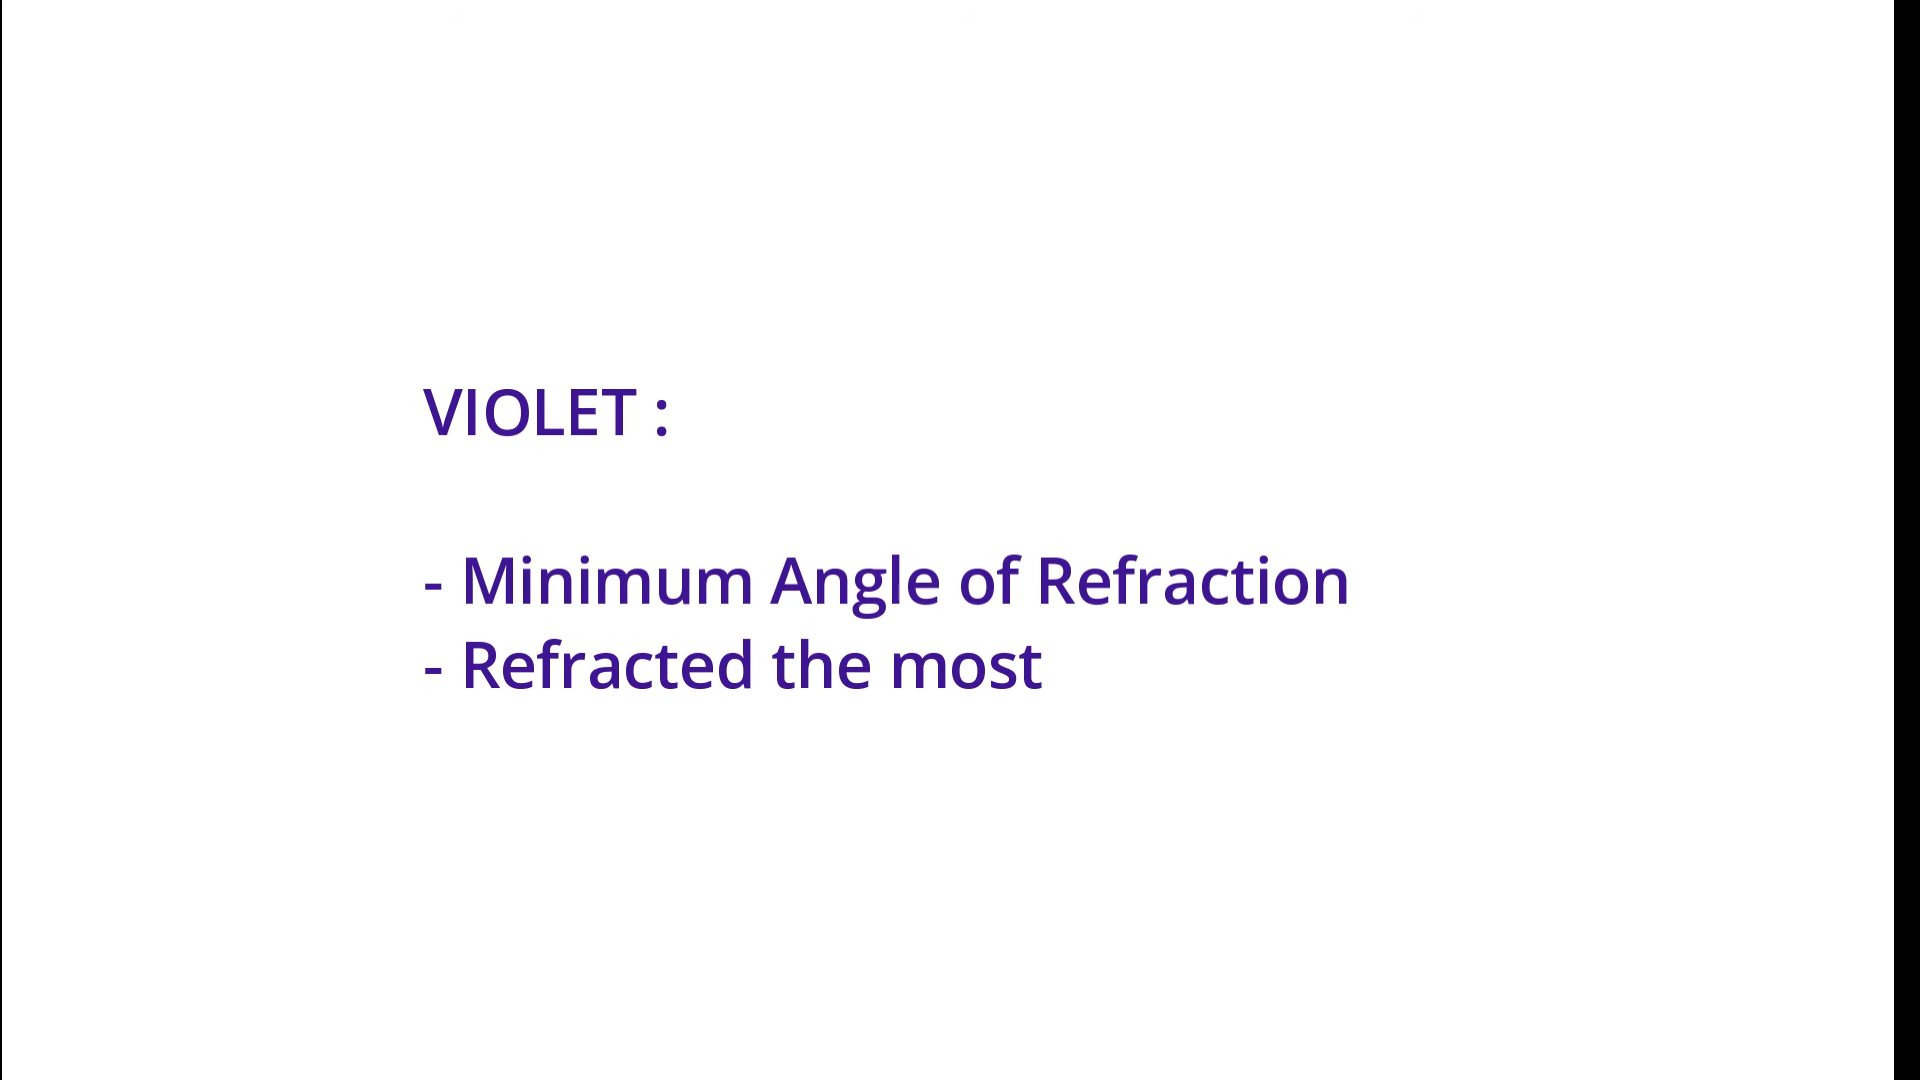 VIOLET :
- Minimum Angle of Refraction
- Refracted the most